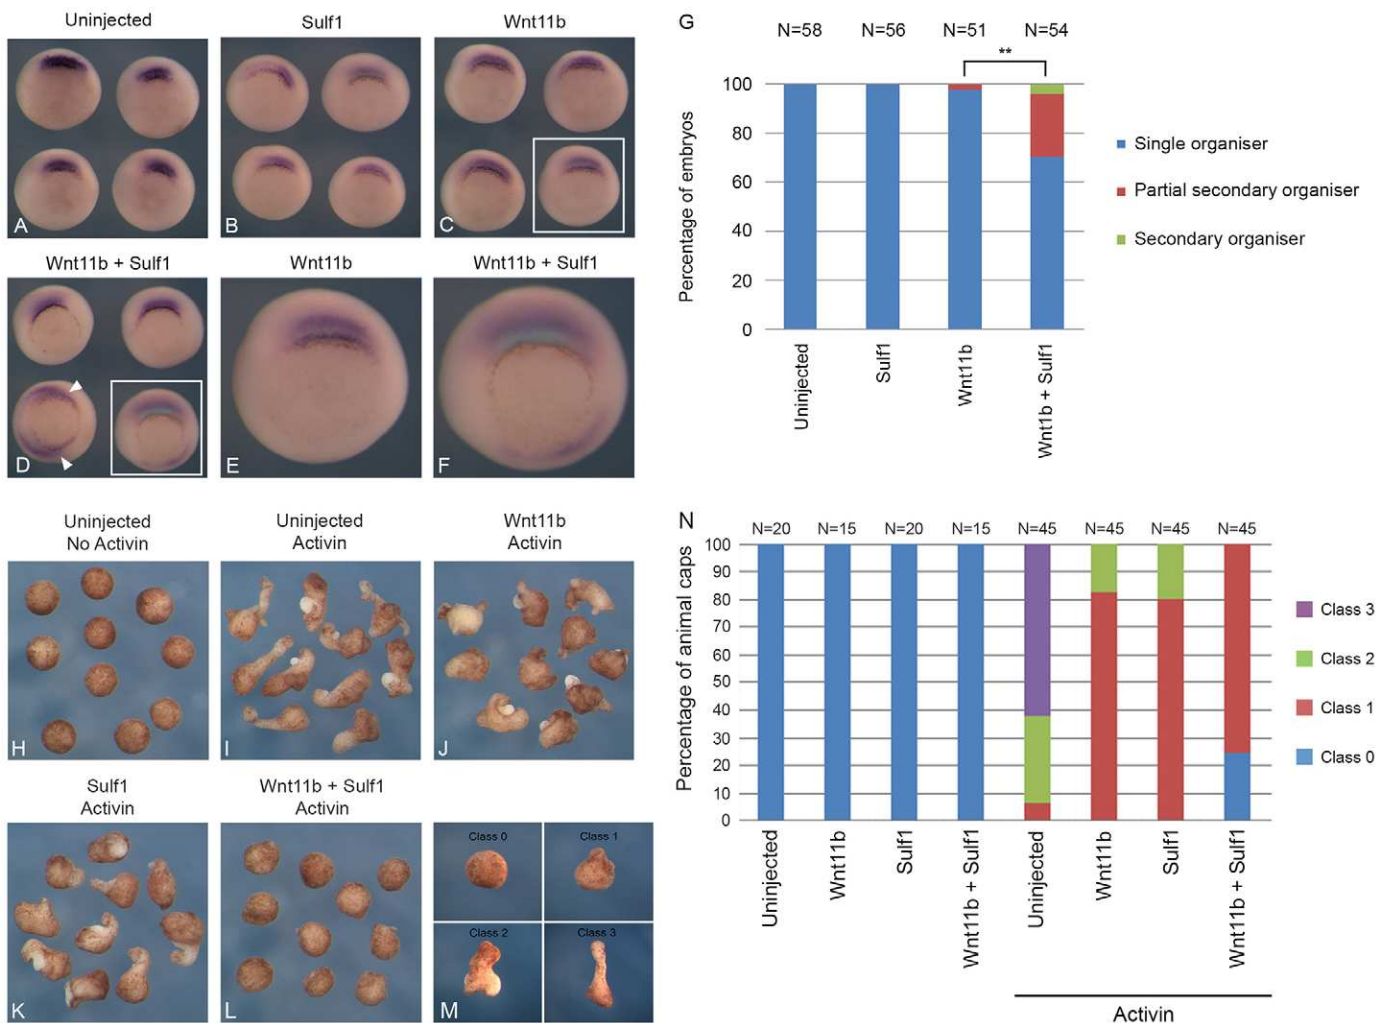 Uninjected
Sulf1
Wnt11b
A
B
C
Wnt11b + Sulf1
Wnt11b
Wnt11b + Sulf1
D
E
F
G
N=58
N=56
N=51
N=54
**
Percentage of embryos
100
80
60
40
20
0
Uninjected
Sulf1
Wnt11b
Wnt1b + Sulf1
Single organiser
Partial secondary organiser
Secondary organiser
Uninjected
No Activin
Uninjected
Activin
Wnt11b
Activin
H
I
J
Sulf1
Activin
Wnt11b + Sulf1
Activin
K
L
Class 0
Class 1
Class 2
Class 3
M
N
N=20
N=15
N=20
N=15
N=45
N=45
N=45
N=45
Percentage of animal caps
100
90
80
70
60
50
40
30
20
10
0
Uninjected
Wnt11b
Sulf1
Wnt11b + Sulf1
Uninjected
Wnt11b
Sulf1
Wnt11b + Sulf1
Activin
Class 3
Class 2
Class 1
Class 0